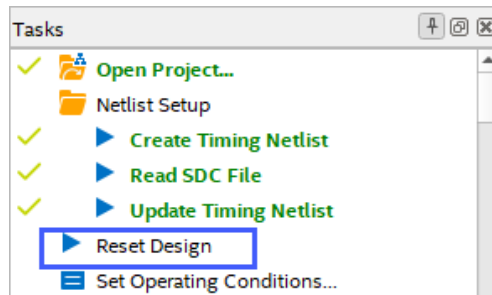 Tasks
Open Project...
Netlist Setup
Create Timing Netlist
Read SDC File
Update Timing Netlist
Reset Design
Set Operating Conditions...